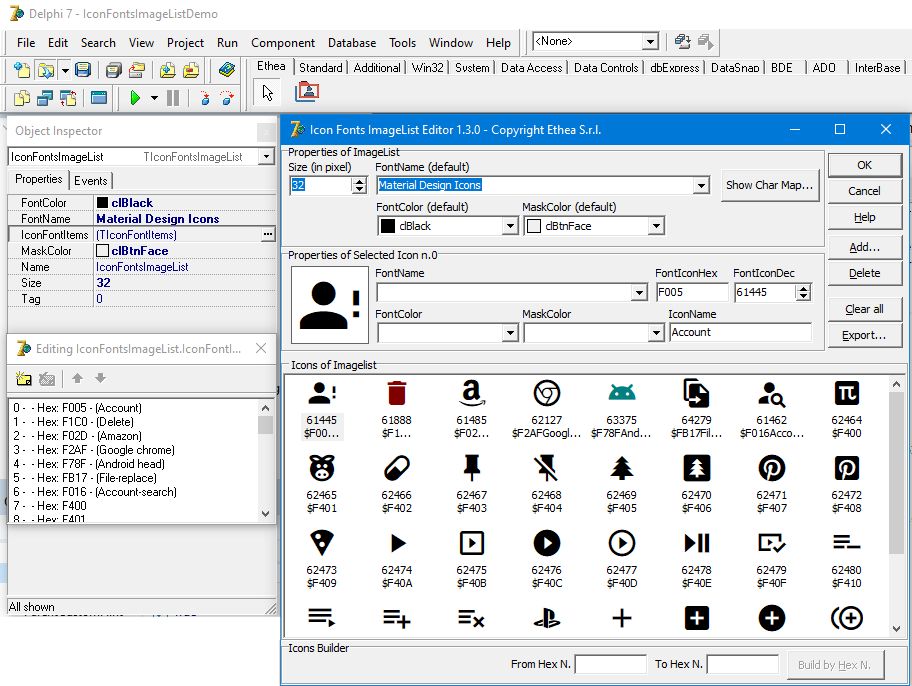 Delphi 7 - IconFontsImageListDemo
File Edit Search View Project Run Component Database Tools Window Help
<None>
Ethea Standard Additional Win32 System Data Access Data Controls dbExpress DataSnap BDE ADO InterBase
Object Inspector
IconFontsImageList TIconFontsImageList
Properties Events
FontColor clBlack
FontName Material Design Icons
IconFontItems (TIconFontItems)
MaskColor clBtnFace
Name IconFontsImageList
Size 32
Tag 0
Editing IconFontsImageList.IconFontI...
0 - - Hex: F005 - (Account)
1 - - Hex: F1C0 - (Delete)
2 - - Hex: F02D - (Amazon)
3 - - Hex: F2AF - (Google chrome)
4 - - Hex: F78F - (Android head)
5 - - Hex: FB17 - (File-replace)
6 - - Hex: F016 - (Account-search)
7 - - Hex: F400
8 - - Hex: F401
All shown
Icon Fonts ImageList Editor 1.3.0 - Copyright Ethea S.r.l.
Properties of ImageList
Size (in pixel) FontName (default)
32 Material Design Icons Show Char Map...
FontColor (default) MaskColor (default)
clBlack clBtnFace
OK
Cancel
Help
Add...
Delete
Clear all
Export...
Properties of Selected Icon n.0
FontName FontIconHex FontIconDec
F005 61445
FontColor MaskColor IconName
Account
Icons of Imagelist
61445 61888 61485 62127 63375 64279 61462 62464
$F00... $F1... $F02... $F2AFGoogl... $F78FAnd... $FB17Fil... $F016Acco... $F400
62465 62466 62467 62468 62469 62470 62471 62472
$F401 $F402 $F403 $F404 $F405 $F406 $F407 $F408
62473 62474 62475 62476 62477 62478 62479 62480
$F409 $F40A $F40B $F40C $F40D $F40E $F40F $F410
Icons Builder
From Hex N. To Hex N. Build by Hex N.